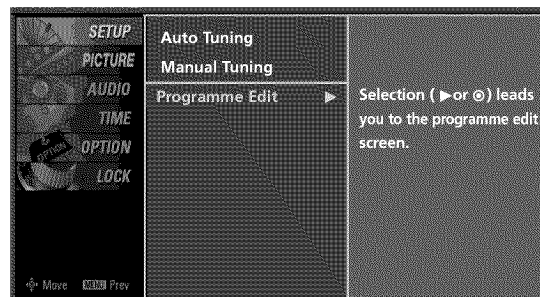 SETUP
PICTURE
AUDIO
TIME
OPTION
LOCK
Move MENU Prev
Auto Tuning
Manual Tuning
Programme Edit ▶
Selection ( ▶or ◉) leads
you to the programme edit
screen.